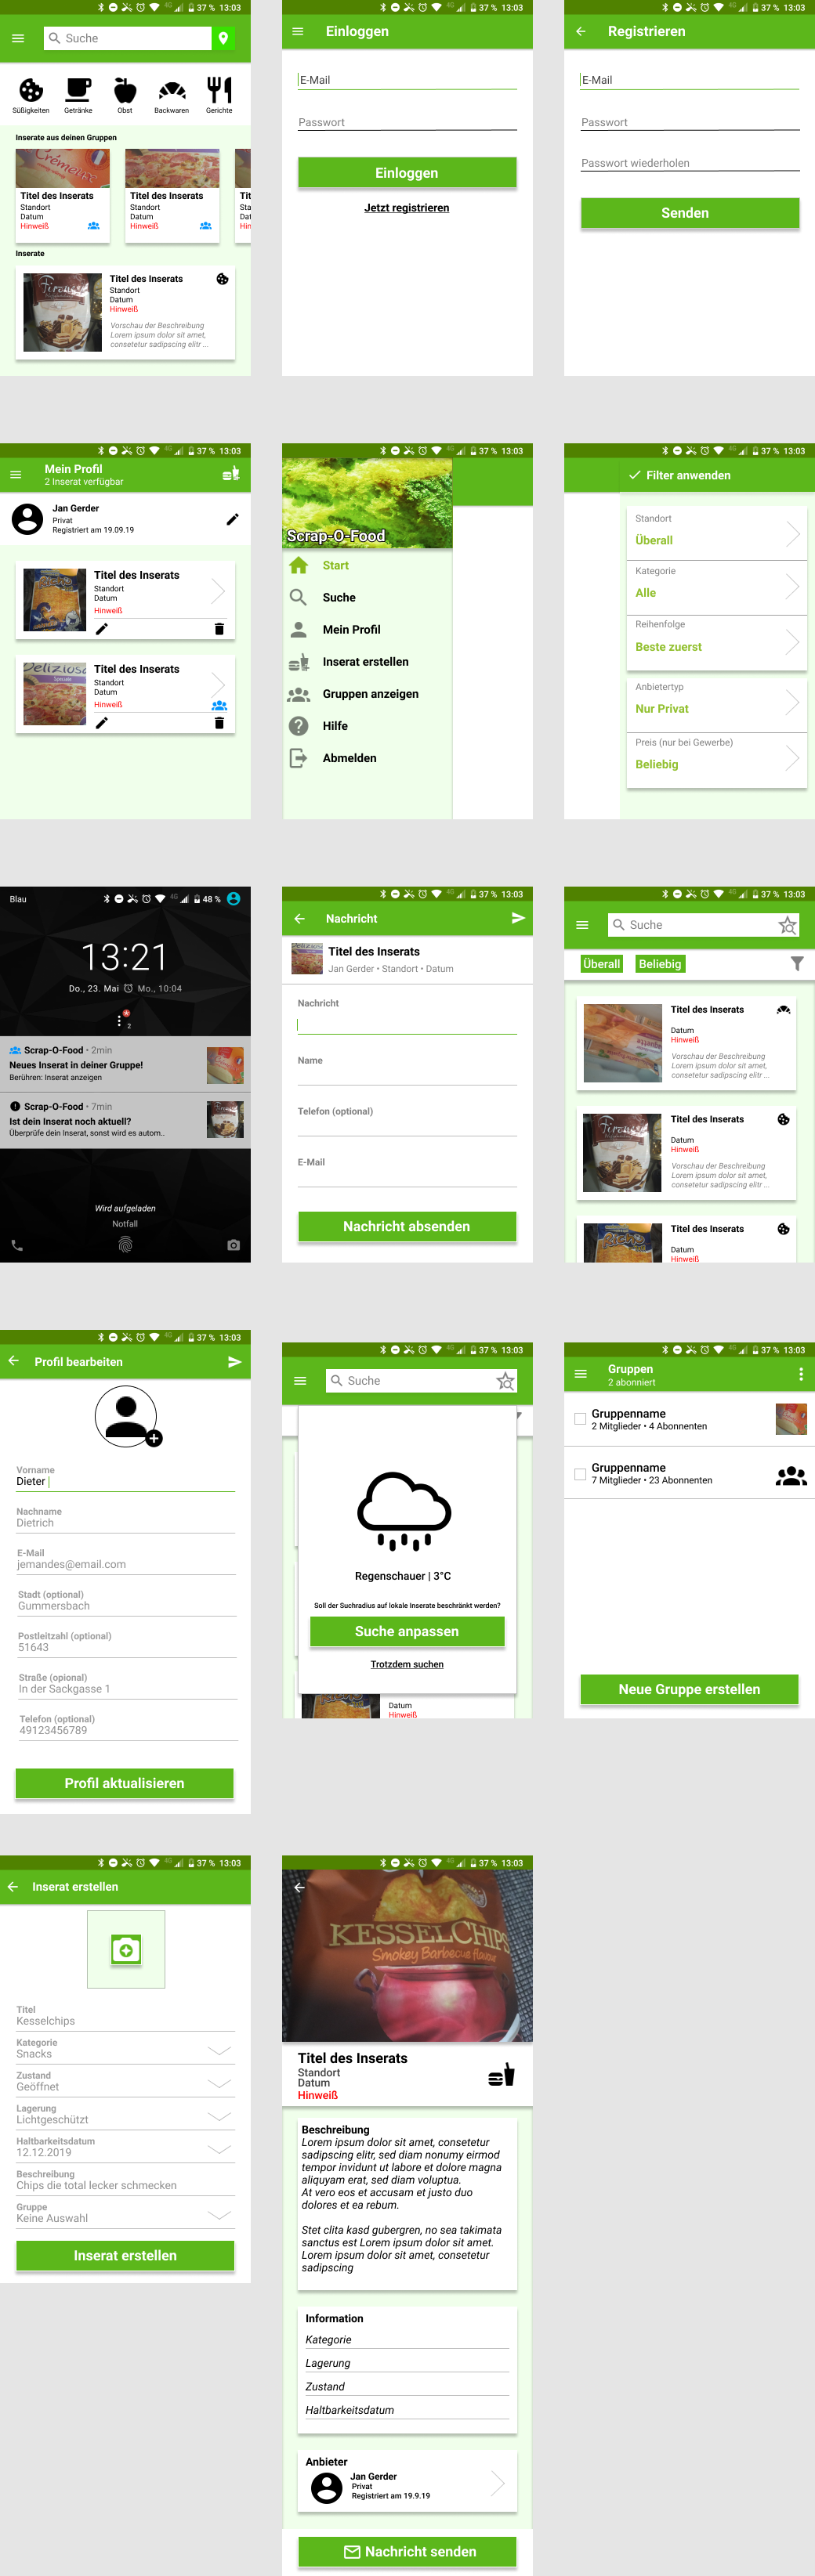 4G 37 % 13:03
Suche
Süßigkeiten Getränke Obst Backwaren Gerichte
Inserate aus deinen Gruppen
Crémeuse
Titel des Inserats Titel des Inserats Tit
Standort Standort Sta
Datum Datum Dat
Hinweiß Hinweiß Hin
Inserate
Titel des Inserats
Standort
Datum
Hinweiß
Vorschau der Beschreibung
Lorem ipsum dolor sit amet,
consetetur sadipscing elitr ...
4G 37 % 13:03
Einloggen
E-Mail
Passwort
Einloggen
Jetzt registrieren
4G 37 % 13:03
Registrieren
E-Mail
Passwort
Passwort wiederholen
Senden
4G 37 % 13:03
Mein Profil
2 Inserat verfügbar
Jan Gerder
Privat
Registriert am 19.09.19
Titel des Inserats
Standort
Datum
Hinweiß
Deliziosa
Titel des Inserats
Standort
Datum
Hinweiß
4G 37 % 13:03
Scrap-O-Food
Start
Suche
Mein Profil
Inserat erstellen
Gruppen anzeigen
Hilfe
Abmelden
4G 37 % 13:03
Filter anwenden
Standort
Überall
Kategorie
Alle
Reihenfolge
Beste zuerst
Anbietertyp
Nur Privat
Preis (nur bei Gewerbe)
Beliebig
Blau 4G 48 %
13:21
Do., 23. Mai Mo., 10:04
2
Scrap-O-Food • 2min
Neues Inserat in deiner Gruppe!
Berühren: Inserat anzeigen
Scrap-O-Food • 7min
Ist dein Inserat noch aktuell?
Überprüfe dein Inserat, sonst wird es autom..
Wird aufgeladen
Notfall
4G 37 % 13:03
Nachricht
Titel des Inserats
Jan Gerder • Standort • Datum
Nachricht
Name
Telefon (optional)
E-Mail
Nachricht absenden
4G 37 % 13:03
Suche
Überall Beliebig
Titel des Inserats
Datum
Hinweiß
Vorschau der Beschreibung
Lorem ipsum dolor sit amet,
consetetur sadipscing elitr ...
Titel des Inserats
Datum
Hinweiß
Vorschau der Beschreibung
Lorem ipsum dolor sit amet,
consetetur sadipscing elitr ...
Titel des Inserats
Datum
Hinweiß
4G 37 % 13:03
Profil bearbeiten
Vorname
Dieter
Nachname
Dietrich
E-Mail
jemandes@email.com
Stadt (optional)
Gummersbach
Postleitzahl (optional)
51643
Straße (opional)
In der Sackgasse 1
Telefon (optional)
49123456789
Profil aktualisieren
4G 37 % 13:03
Suche
Regenschauer | 3°C
Soll der Suchradius auf lokale Inserate beschränkt werden?
Suche anpassen
Trotzdem suchen
Datum
Hinweiß
4G 37 % 13:03
Gruppen
2 abonniert
Gruppenname
2 Mitglieder • 4 Abonnenten
Gruppenname
7 Mitglieder • 23 Abonnenten
Neue Gruppe erstellen
4G 37 % 13:03
Inserat erstellen
Titel
Kesselchips
Kategorie
Snacks
Zustand
Geöffnet
Lagerung
Lichtgeschützt
Haltbarkeitsdatum
12.12.2019
Beschreibung
Chips die total lecker schmecken
Gruppe
Keine Auswahl
Inserat erstellen
4G 37 % 13:03
KESSELCHIPS
Smokey Barbecue flavour
Titel des Inserats
Standort
Datum
Hinweiß
Beschreibung
Lorem ipsum dolor sit amet, consetetur
sadipscing elitr, sed diam nonumy eirmod
tempor invidunt ut labore et dolore magna
aliquyam erat, sed diam voluptua.
At vero eos et accusam et justo duo
dolores et ea rebum.
Stet clita kasd gubergren, no sea takimata
sanctus est Lorem ipsum dolor sit amet.
Lorem ipsum dolor sit amet, consetetur
sadipscing
Information
Kategorie
Lagerung
Zustand
Haltbarkeitsdatum
Anbieter
Jan Gerder
Privat
Registriert am 19.9.19
Nachricht senden